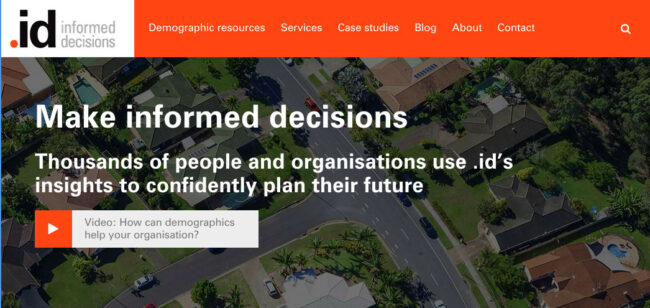 .id informed
decisions
Demographic resources Services Case studies Blog About Contact
Make informed decisions
Thousands of people and organisations use .id’s
insights to confidently plan their future
Video: How can demographics
help your organisation?